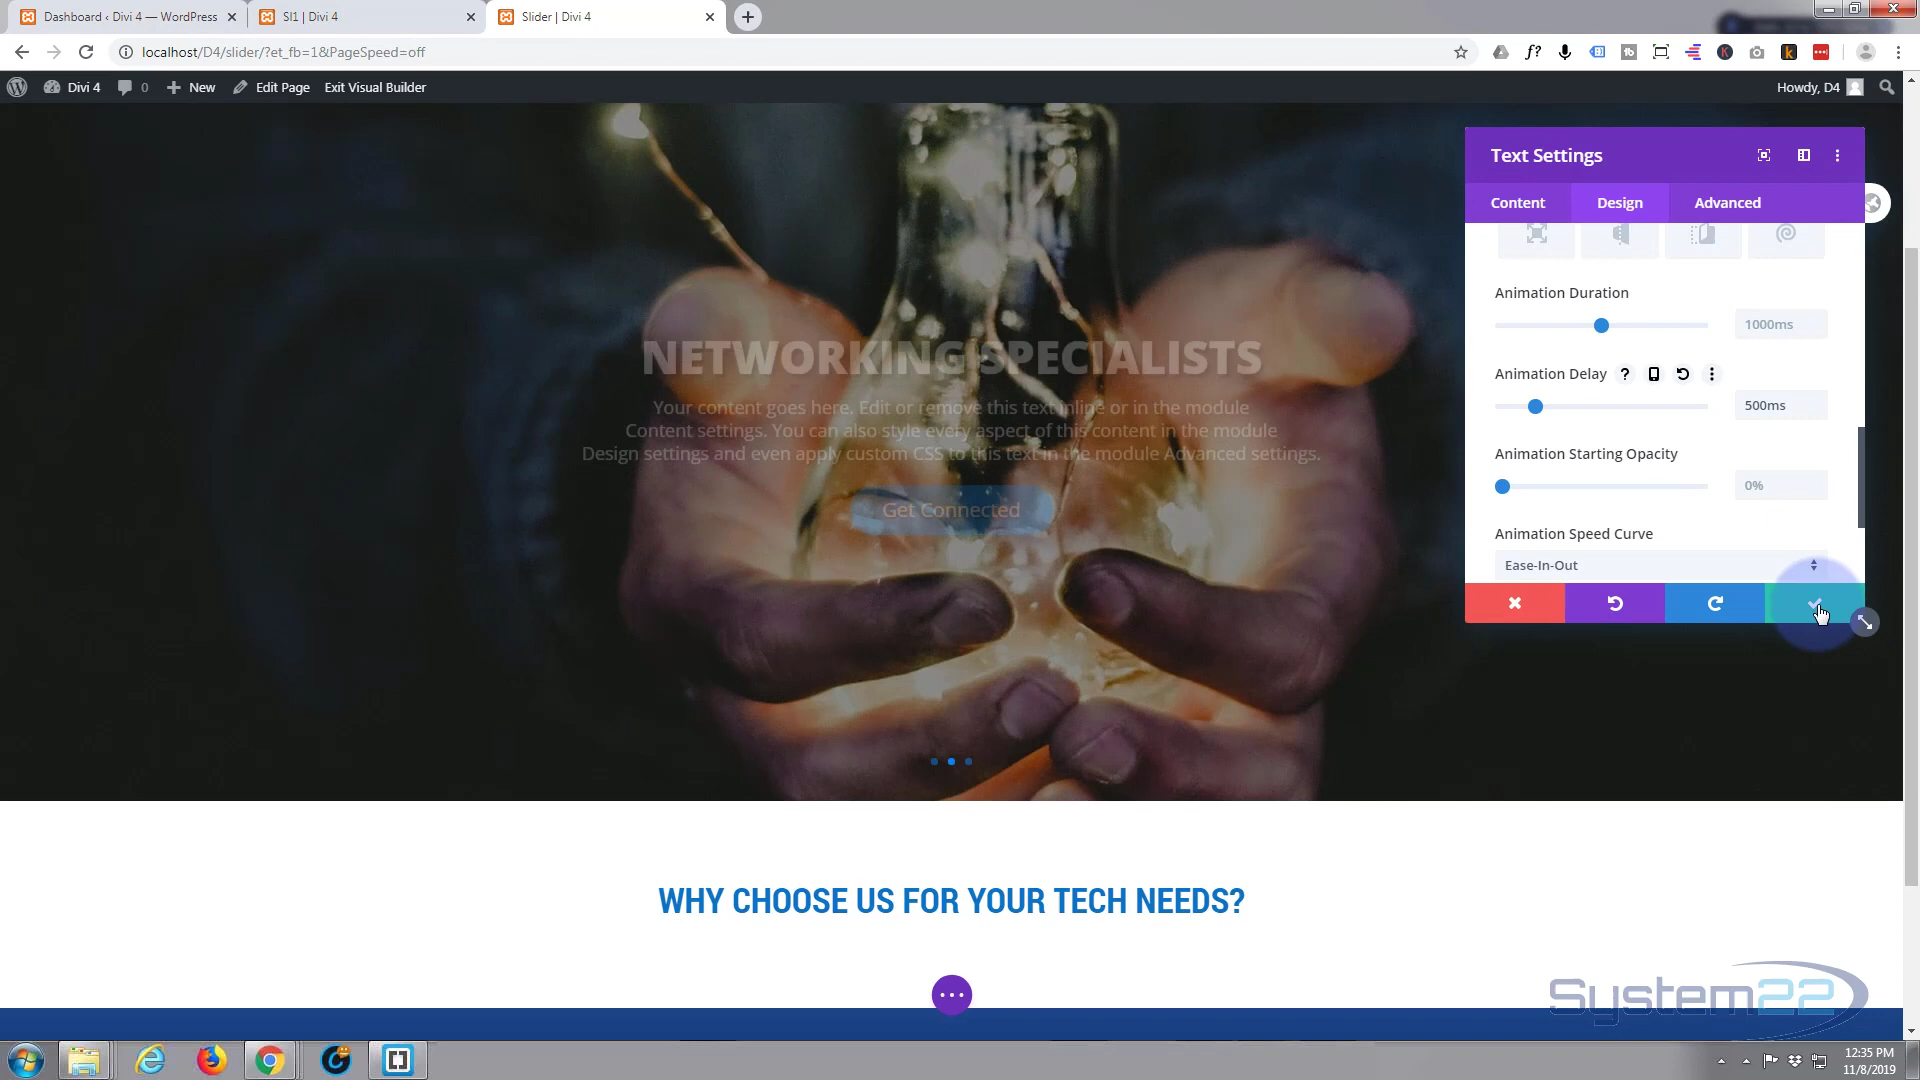 Dashboard ‹ Divi 4 — WordPress
Sl1 | Divi 4
Slider | Divi 4
localhost/D4/slider/?et_fb=1&PageSpeed=off
Divi 4
0
New
Edit Page
Exit Visual Builder
Howdy, D4
Text Settings
Content
Design
Advanced
Animation Duration
1000ms
Animation Delay
500ms
Animation Starting Opacity
0%
Animation Speed Curve
Ease-In-Out
NETWORKING SPECIALISTS
Your content goes here. Edit or remove this text inline or in the module
Content settings. You can also style every aspect of this content in the module
Design settings and even apply custom CSS to this text in the module Advanced settings.
Get Connected
WHY CHOOSE US FOR YOUR TECH NEEDS?
System22
12:35 PM
11/8/2019